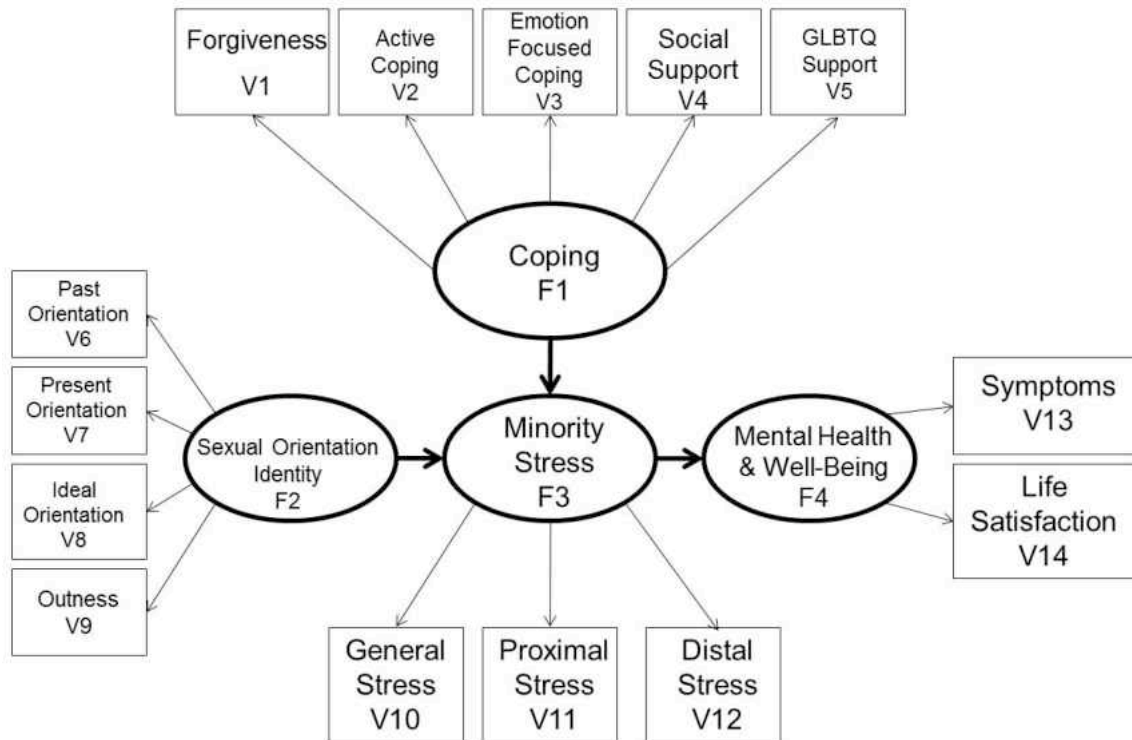 Forgiveness
V1
Active
Coping
V2
Emotion
Focused
Coping
V3
Social
Support
V4
GLBTQ
Support
V5
Coping
F1
Past
Orientation
V6
Present
Orientation
V7
Ideal
Orientation
V8
Outness
V9
Sexual Orientation
Identity
F2
Minority
Stress
F3
Mental Health
& Well-Being
F4
Symptoms
V13
Life
Satisfaction
V14
General
Stress
V10
Proximal
Stress
V11
Distal
Stress
V12